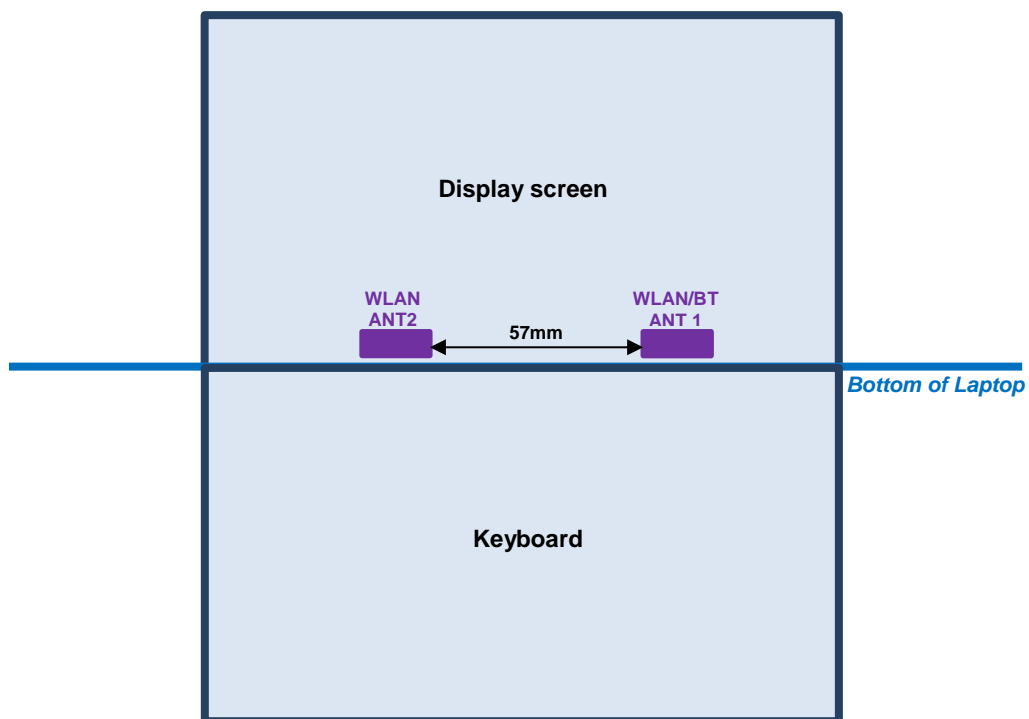 Display screen
WLAN
ANT2
WLAN/BT
ANT 1
57mm
Bottom of Laptop
Keyboard